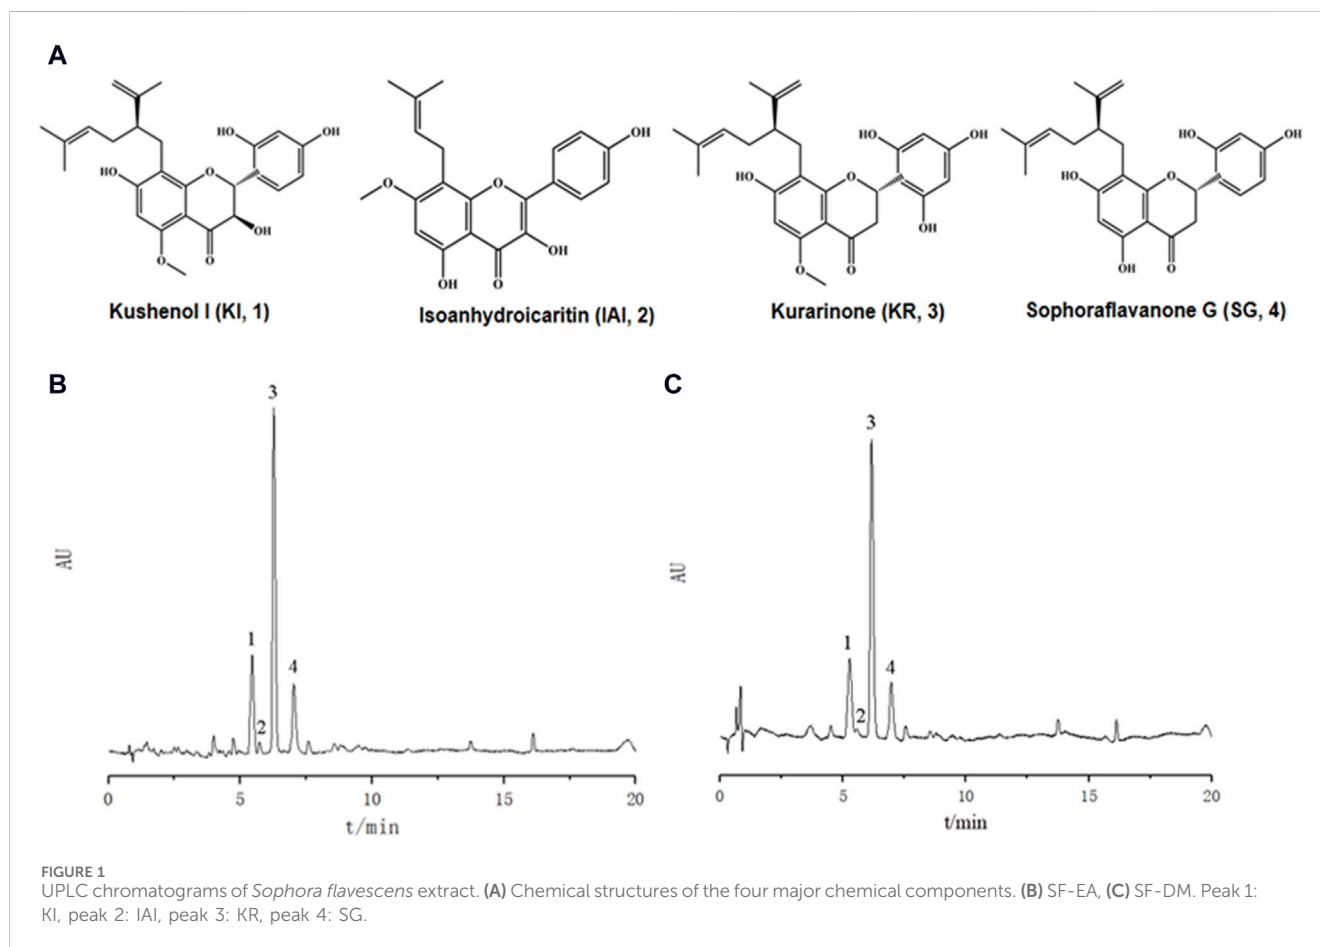 A
HO
OH
HO
O
OH
O
O
Kushenol I (KI, 1)
OH
O
O
OH
OH
O
Isoanhydroicaritin (IAI, 2)
HO
OH
HO
O
OH
O
O
Kurarinone (KR, 3)
HO
OH
HO
O
OH
O
Sophoraflavanone G (SG, 4)
B
3
1
2
4
AU
0 5 10 15 20
t/min
C
3
1
2
4
AU
0 5 10 15 20
t/min
FIGURE 1
UPLC chromatograms of Sophora flavescens extract. (A) Chemical structures of the four major chemical components. (B) SF-EA, (C) SF-DM. Peak 1:
KI, peak 2: IAI, peak 3: KR, peak 4: SG.